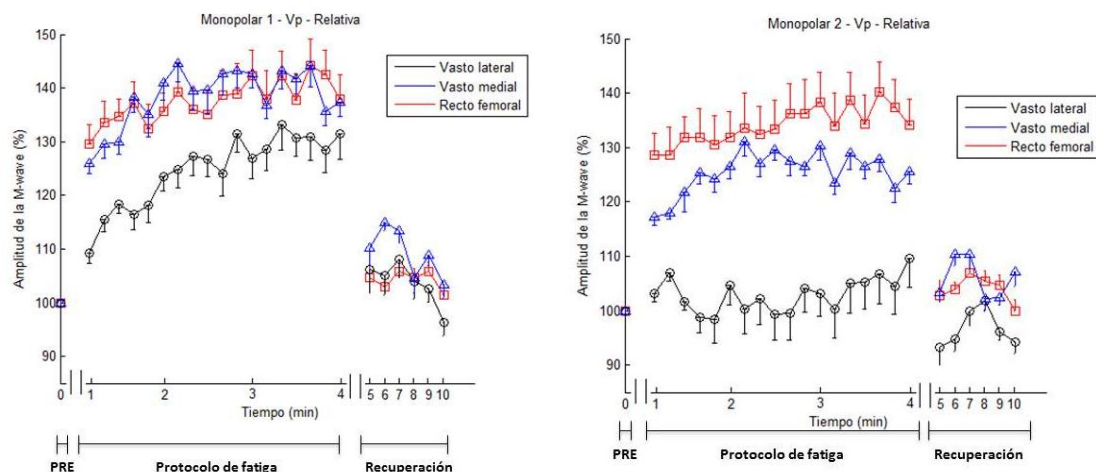 Monopolar 1 - Vp - Relativa
150
140
130
120
110
100
90
Amplitud de la M-wave (%)
Vasto lateral
Vasto medial
Recto femoral
0 1 2 3 4 5 6 7 8 9 10
Tiempo (min)
PRE Protocolo de fatiga Recuperación
Monopolar 2 - Vp - Relativa
150
140
130
120
110
100
90
Amplitud de la M-wave (%)
Vasto lateral
Vasto medial
Recto femoral
0 1 2 3 4 5 6 7 8 9 10
Tiempo (min)
PRE Protocolo de fatiga Recuperación